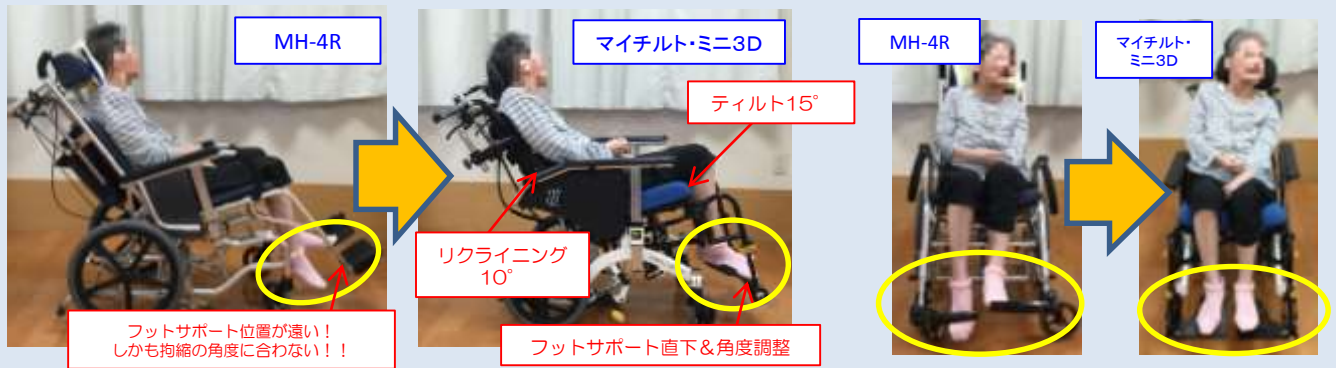 MH-4R
マイチルト・ミニ3D
ティルト15°
リクライニング
10°
フットサポート位置が遠い！
しかも拘縮の角度に合わない！！
フットサポート直下＆角度調整
MH-4R
マイチルト・
ミニ3D